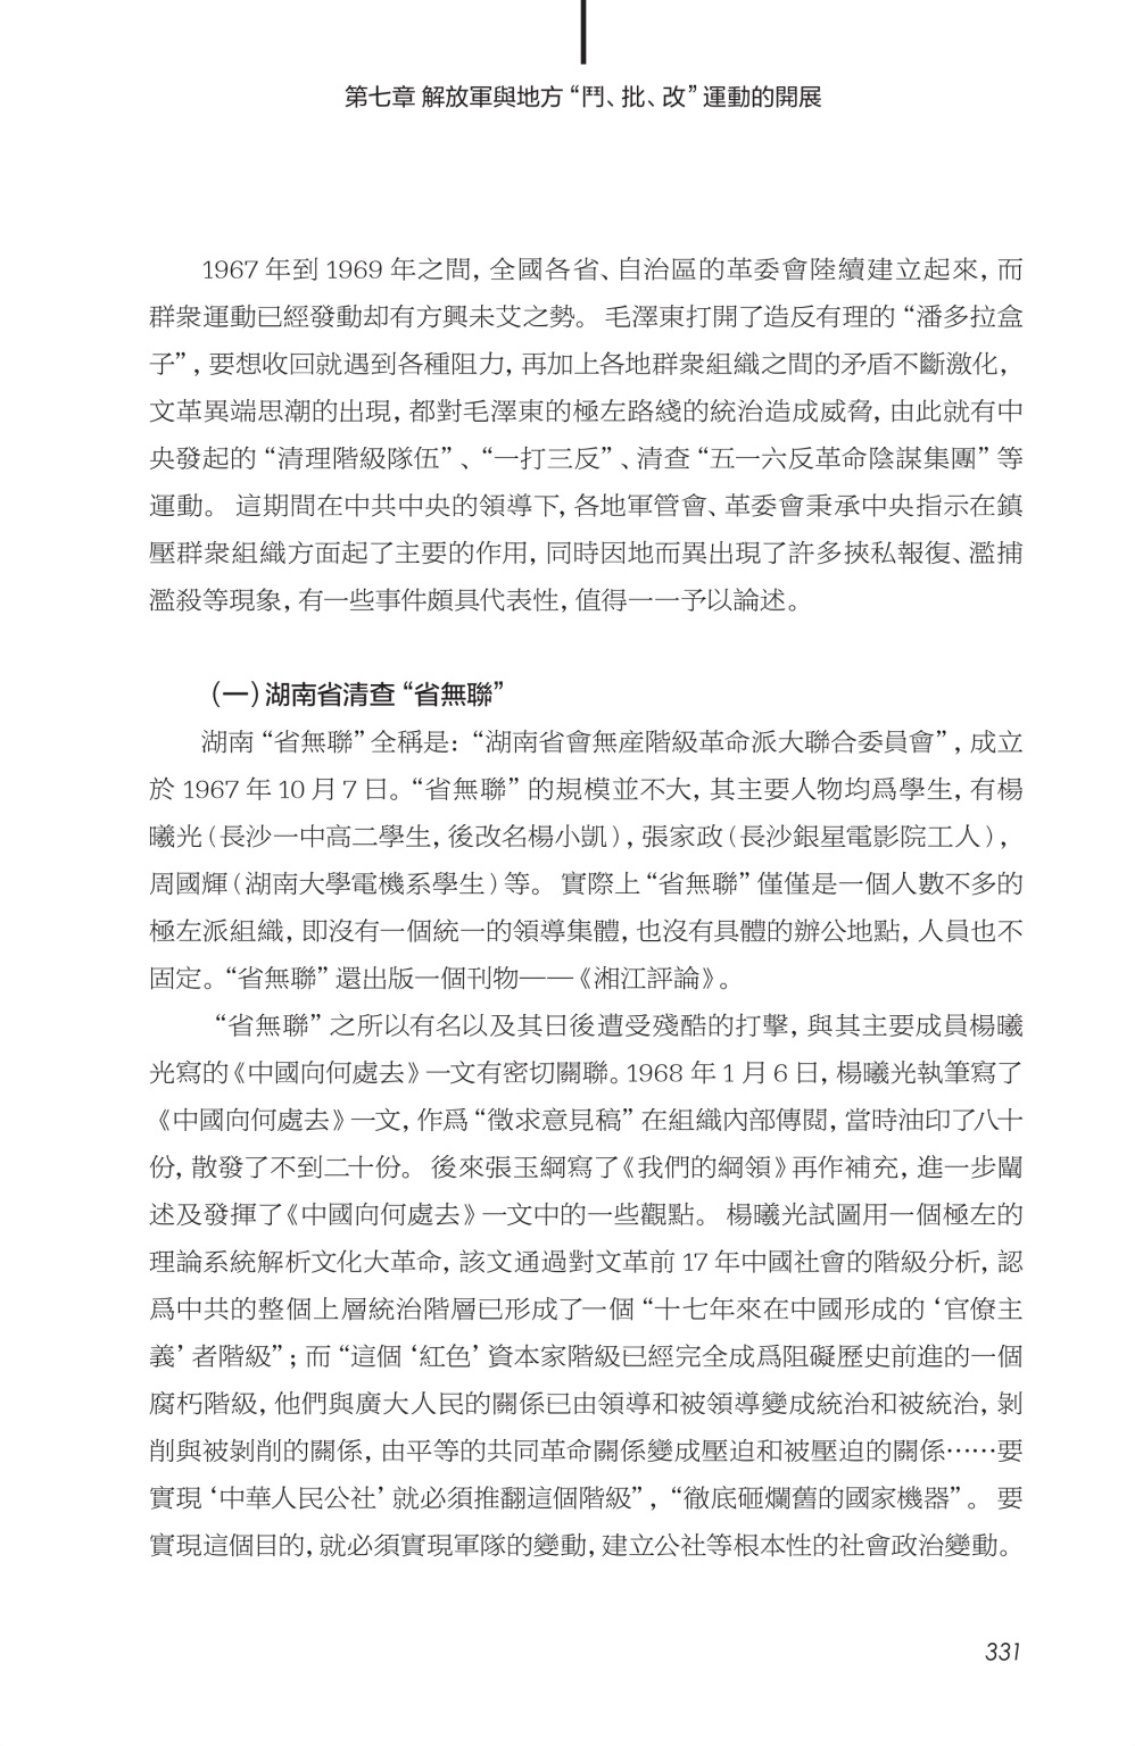 第七章 解放軍與地方“鬥、批、改”運動的開展
1967 年到 1969 年之間，全國各省、自治區的革委會陸續建立起來，而
群衆運動已經發動却有方興未艾之勢。毛澤東打開了造反有理的“潘多拉盒
子”，要想收回就遇到各種阻力，再加上各地群衆組織之間的矛盾不斷激化，
文革異端思潮的出現，都對毛澤東的極左路綫的統治造成威脅，由此就有中
央發起的“清理階級隊伍”、“一打三反”、清查“五一六反革命陰謀集團”等
運動。這期間在中共中央的領導下，各地軍管會、革委會秉承中央指示在鎮
壓群衆組織方面起了主要的作用，同時因地而異出現了許多挾私報復、濫捕
濫殺等現象，有一些事件頗具代表性，值得一一予以論述。
（一）湖南省清查“省無聯”
湖南“省無聯”全稱是：“湖南省會無産階級革命派大聯合委員會”，成立
於 1967 年 10 月 7 日。“省無聯”的規模並不大，其主要人物均爲學生，有楊
曦光（長沙一中高二學生，後改名楊小凱），張家政（長沙銀星電影院工人），
周國輝（湖南大學電機系學生）等。實際上“省無聯”僅僅是一個人數不多的
極左派組織，即沒有一個統一的領導集體，也沒有具體的辦公地點，人員也不
固定。“省無聯”還出版一個刊物——《湘江評論》。
“省無聯”之所以有名以及其日後遭受殘酷的打擊，與其主要成員楊曦
光寫的《中國向何處去》一文有密切關聯。1968 年 1 月 6 日，楊曦光執筆寫了
《中國向何處去》一文，作爲“徵求意見稿”在組織內部傳閱，當時油印了八十
份，散發了不到二十份。後來張玉綱寫了《我們的綱領》再作補充，進一步闡
述及發揮了《中國向何處去》一文中的一些觀點。楊曦光試圖用一個極左的
理論系統解析文化大革命，該文通過對文革前 17 年中國社會的階級分析，認
爲中共的整個上層統治階層已形成了一個“十七年來在中國形成的‘官僚主
義’者階級”；而“這個‘紅色’資本家階級已經完全成爲阻礙歷史前進的一個
腐朽階級，他們與廣大人民的關係已由領導和被領導變成統治和被統治，剝
削與被剝削的關係，由平等的共同革命關係變成壓迫和被壓迫的關係……要
實現‘中華人民公社’就必須推翻這個階級”，“徹底砸爛舊的國家機器”。要
實現這個目的，就必須實現軍隊的變動，建立公社等根本性的社會政治變動。
331